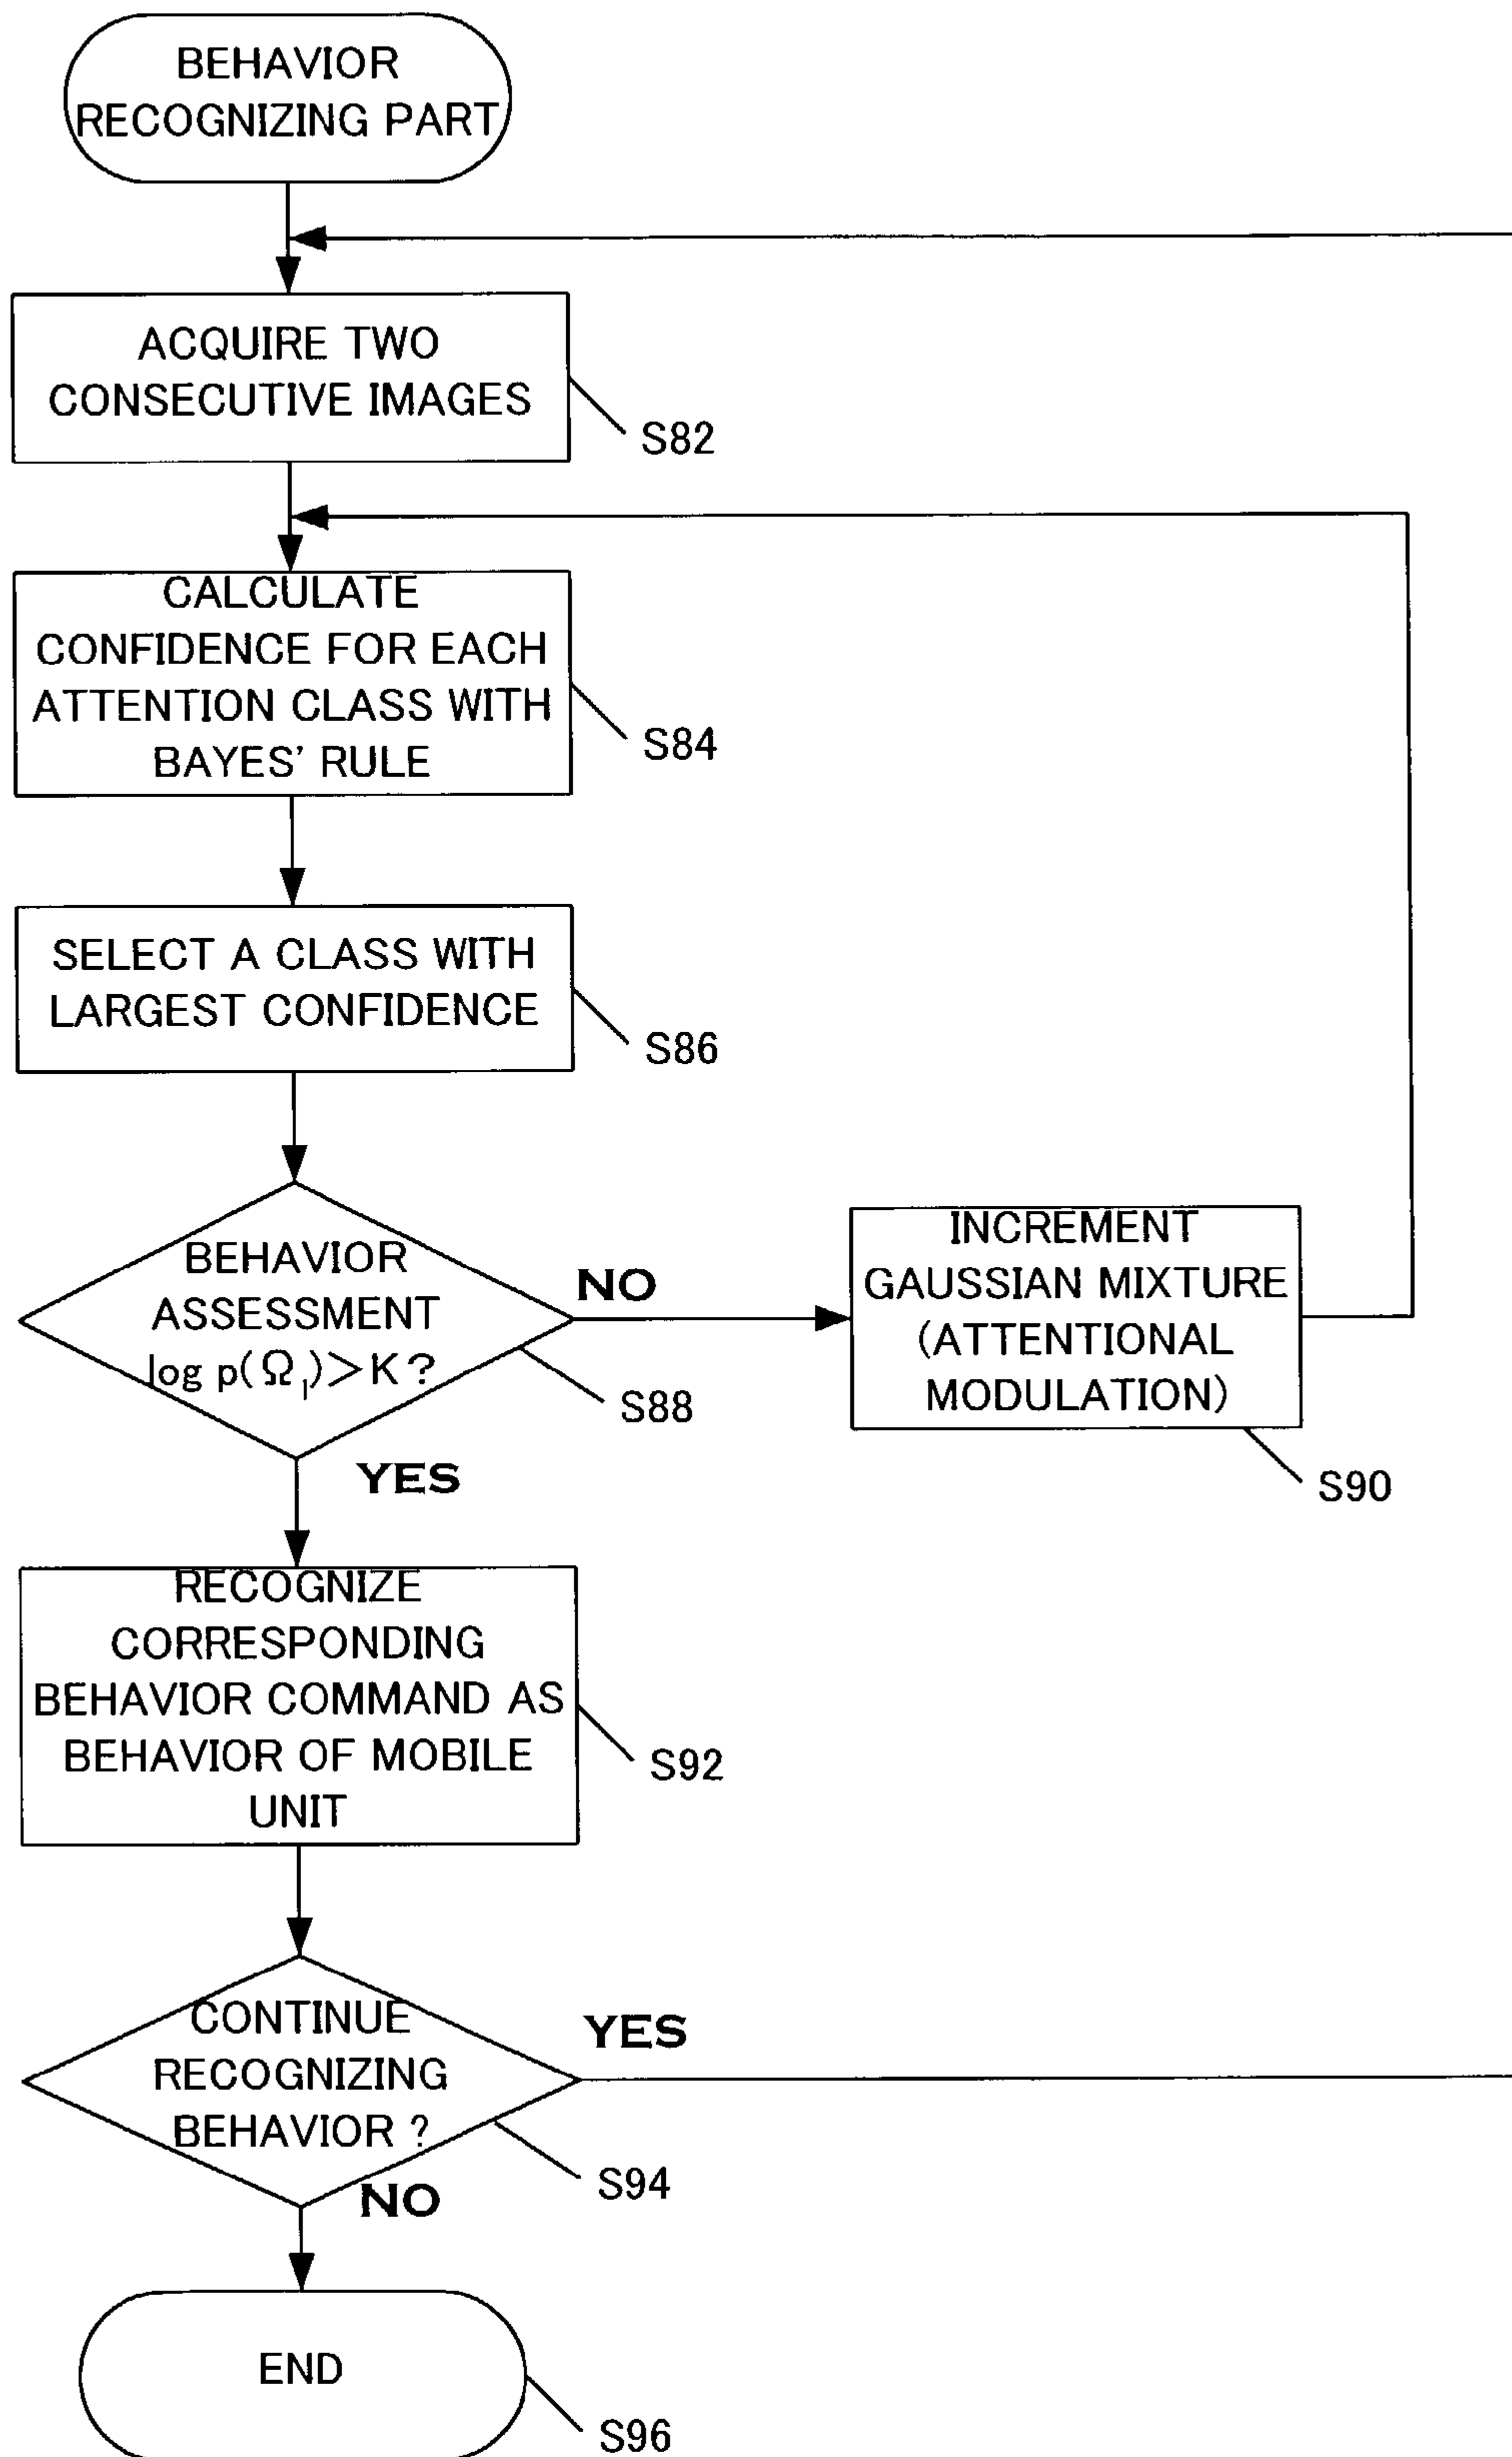 BEHAVIOR
RECOGNIZING PART
ACQUIRE TWO
CONSECUTIVE IMAGES
S82
CALCULATE
CONFIDENCE FOR EACH
ATTENTION CLASS WITH
BAYES' RULE
S84
SELECT A CLASS WITH
LARGEST CONFIDENCE
S86
BEHAVIOR
ASSESSMENT
log p(Ω_l)>K?
S88
NO
INCREMENT
GAUSSIAN MIXTURE
(ATTENTIONAL
MODULATION)
S90
YES
RECOGNIZE
CORRESPONDING
BEHAVIOR COMMAND AS
BEHAVIOR OF MOBILE
UNIT
S92
CONTINUE
RECOGNIZING
BEHAVIOR ?
YES
S94
NO
END
S96